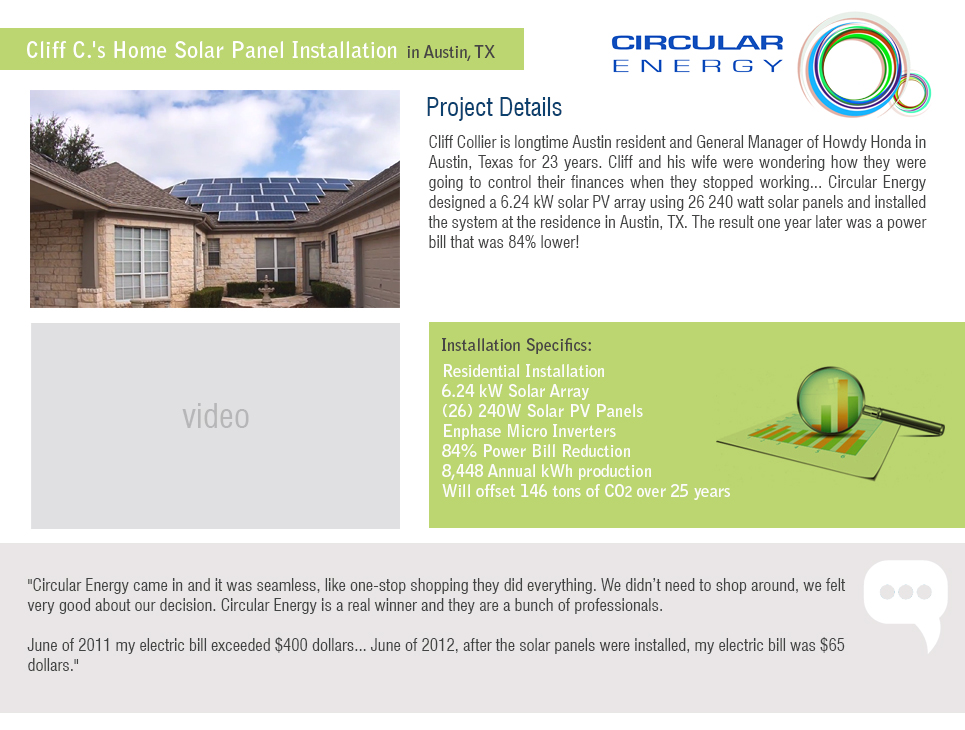 Cliff C.'s Home Solar Panel Installation in Austin, TX
CIRCULAR
ENERGY
Project Details
Cliff Collier is longtime Austin resident and General Manager of Howdy Honda in
Austin, Texas for 23 years. Cliff and his wife were wondering how they were
going to control their finances when they stopped working... Circular Energy
designed a 6.24 kW solar PV array using 26 240 watt solar panels and installed
the system at the residence in Austin, TX. The result one year later was a power
bill that was 84% lower!
video
Installation Specifics:
Residential Installation
6.24 kW Solar Array
(26) 240W Solar PV Panels
Enphase Micro Inverters
84% Power Bill Reduction
8,448 Annual kWh production
Will offset 146 tons of CO2 over 25 years
"Circular Energy came in and it was seamless, like one-stop shopping they did everything. We didn’t need to shop around, we felt
very good about our decision. Circular Energy is a real winner and they are a bunch of professionals.
June of 2011 my electric bill exceeded $400 dollars... June of 2012, after the solar panels were installed, my electric bill was $65
dollars."